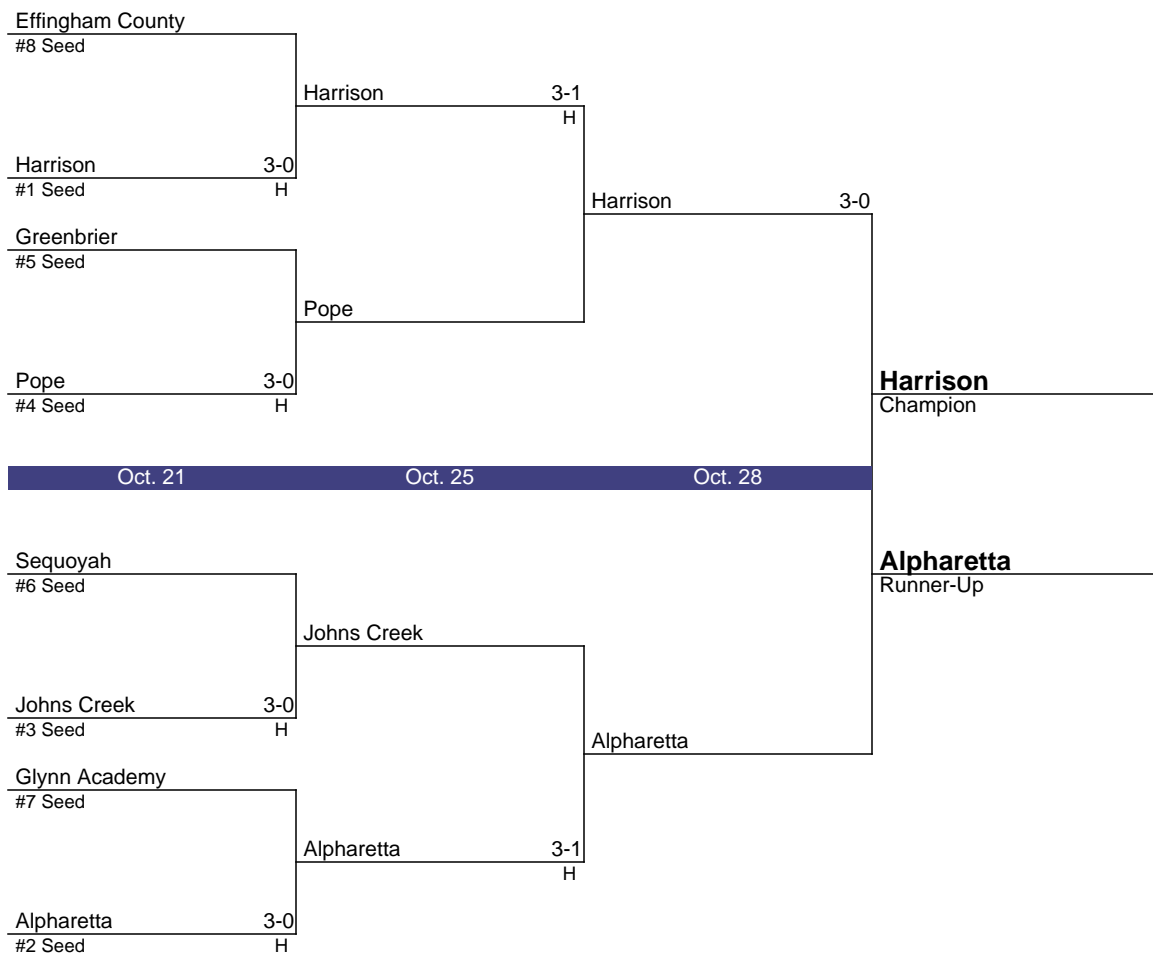 Effingham County
#8 Seed
Harrison 3-1
H
Harrison 3-0
#1 Seed H
Harrison 3-0
Greenbrier
#5 Seed
Pope
Pope 3-0
#4 Seed H
Harrison
Champion
Oct. 21 Oct. 25 Oct. 28
Sequoyah
#6 Seed
Alpharetta
Runner-Up
Johns Creek
Johns Creek 3-0
#3 Seed H
Alpharetta
Glynn Academy
#7 Seed
Alpharetta 3-1
H
Alpharetta 3-0
#2 Seed H